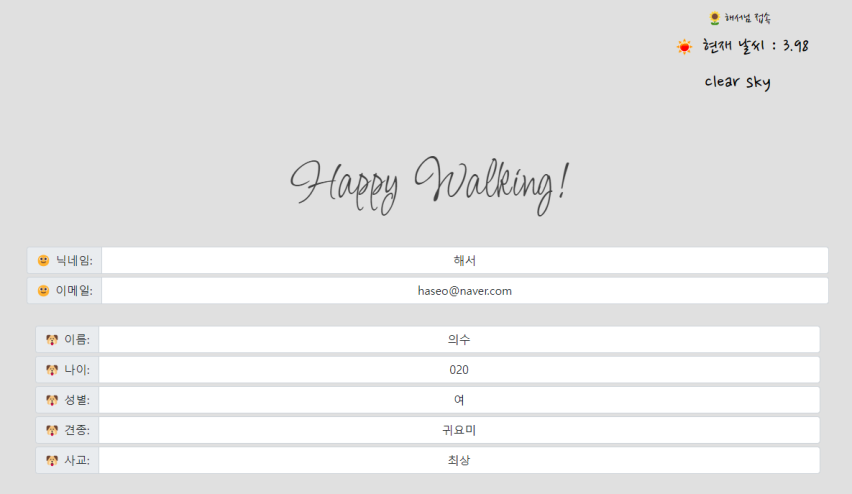 해서님 접속
현재 날씨 : 3.98
clear sky
Happy Walking!
닉네임: 해서
이메일: haseo@naver.com
이름: 의수
나이: 020
성별: 여
견종: 귀요미
사교: 최상